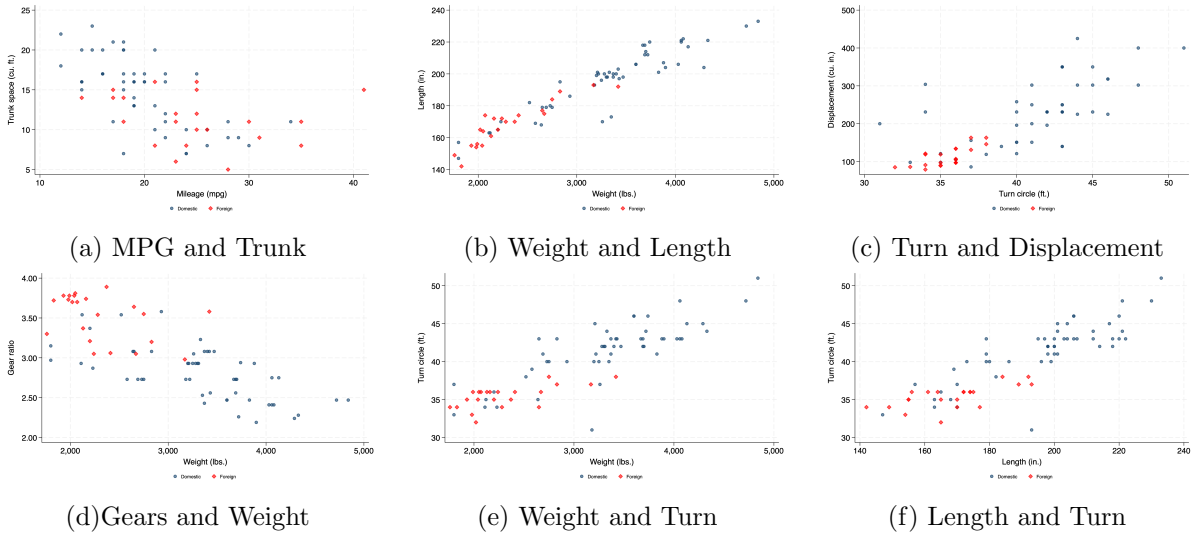 25
20
15
10
5
Trunk space (cu. ft.)
10 20 30 40
Mileage (mpg)
Domestic Foreign
(a) MPG and Trunk
240
220
200
180
160
140
Length (in.)
2,000 3,000 4,000 5,000
Weight (lbs.)
Domestic Foreign
(b) Weight and Length
500
400
300
200
100
Displacement (cu. in.)
30 35 40 45 50
Turn circle (ft.)
Domestic Foreign
(c) Turn and Displacement
4.00
3.50
3.00
2.50
2.00
Gear ratio
2,000 3,000 4,000 5,000
Weight (lbs.)
Domestic Foreign
(d)Gears and Weight
50
45
40
35
30
Turn circle (ft.)
2,000 3,000 4,000 5,000
Weight (lbs.)
Domestic Foreign
(e) Weight and Turn
50
45
40
35
30
Turn circle (ft.)
140 160 180 200 220 240
Length (in.)
Domestic Foreign
(f) Length and Turn